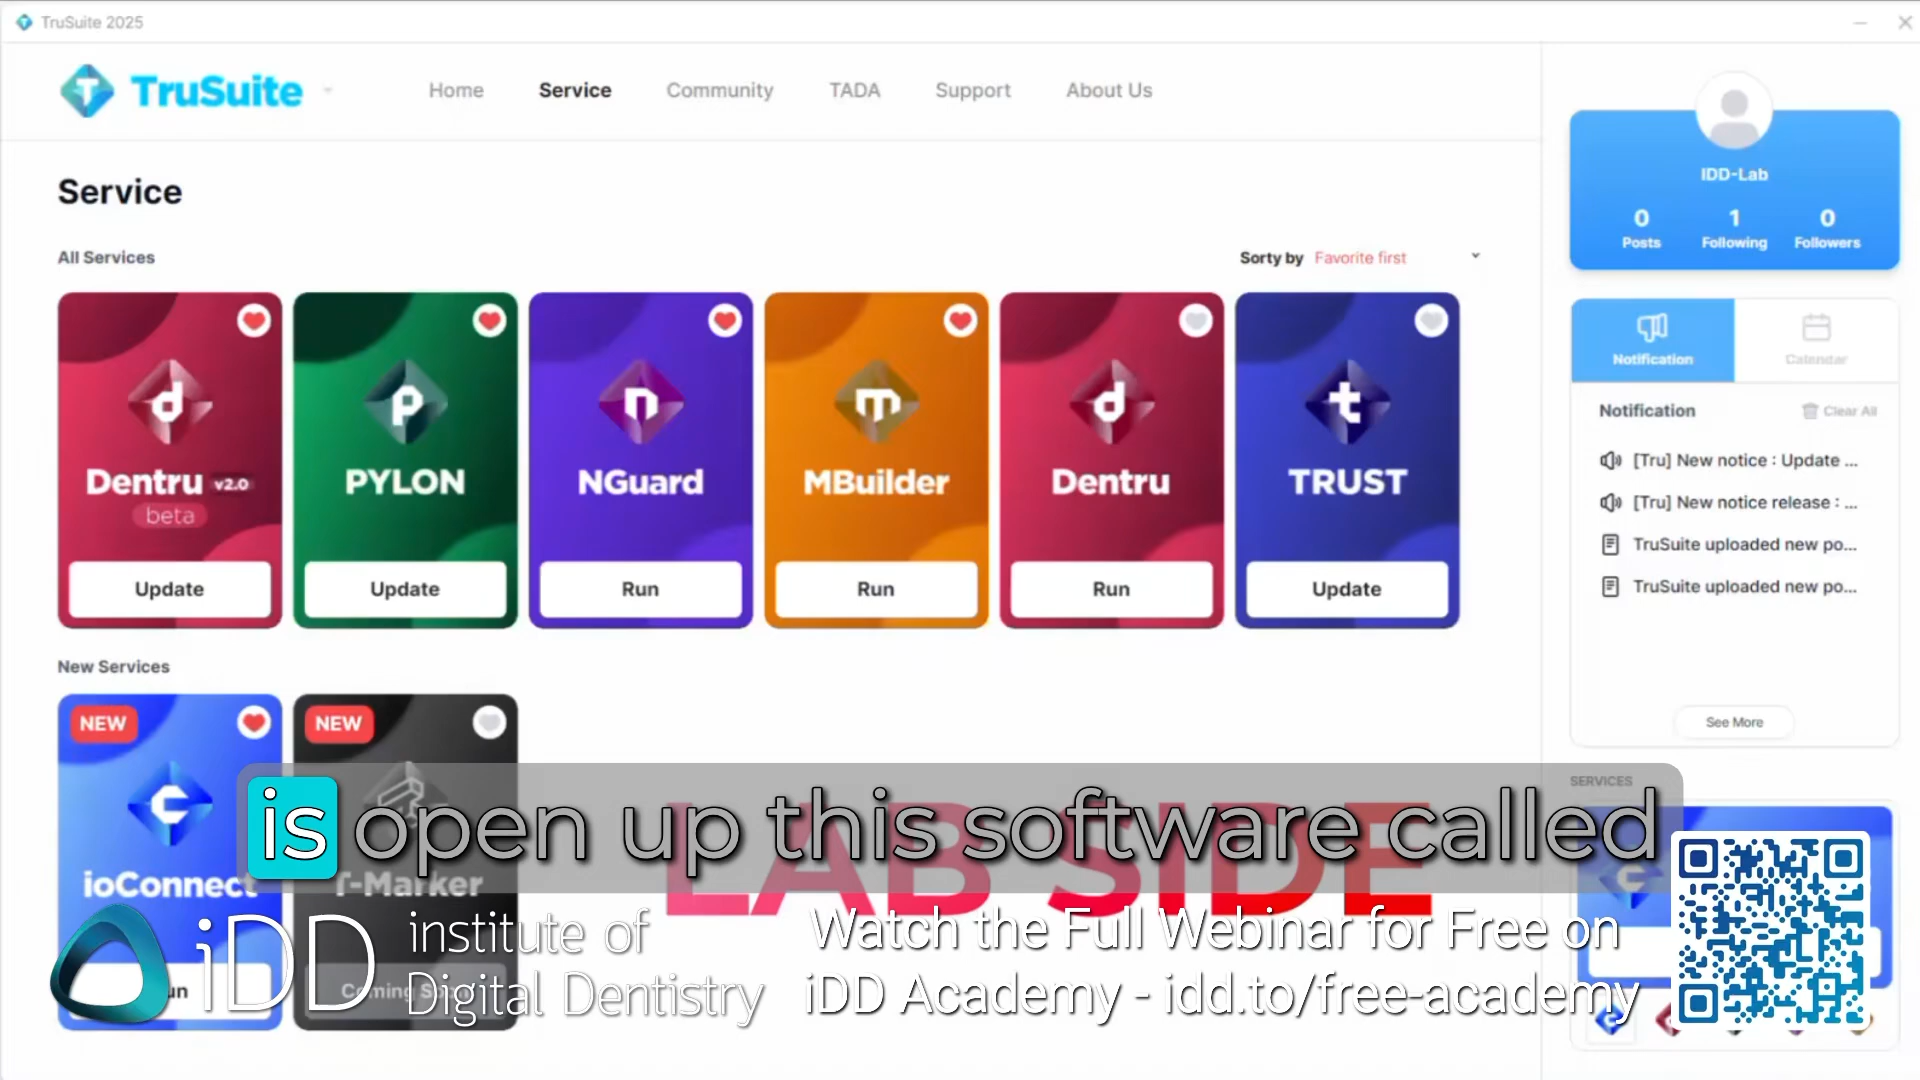 TruSuite 2025
TruSuite
Home
Service
Community
TADA
Support
About Us
Service
All Services
Sorty by Favorite first
Dentru v2.0
beta
Update
PYLON
Update
NGuard
Run
MBuilder
Run
Dentru
Run
TRUST
Update
New Services
NEW
ioConnect
NEW
T-Marker
Coming
IDD-Lab
0
Posts
1
Following
0
Followers
Notification
Calendar
Notification
Clear All
[Tru] New notice : Update ...
[Tru] New notice release : ...
TruSuite uploaded new po...
TruSuite uploaded new po...
See More
SERVICES
is open up this software called
LAB SIDE
iDD
institute of
Digital Dentistry
Watch the Full Webinar for Free on
iDD Academy - idd.to/free-academy